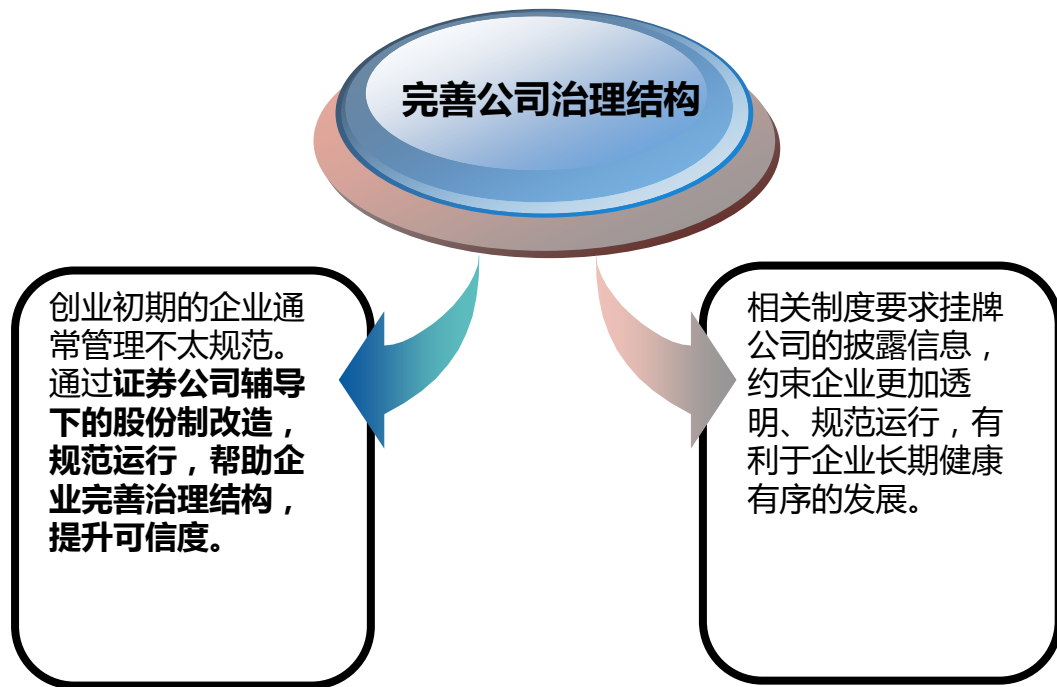 完善公司治理结构
创业初期的企业通
常管理不太规范。
通过证券公司辅导
下的股份制改造，
规范运行，帮助企
业完善治理结构，
提升可信度。
相关制度要求挂牌
公司的披露信息，
约束企业更加透
明、规范运行，有
利于企业长期健康
有序的发展。